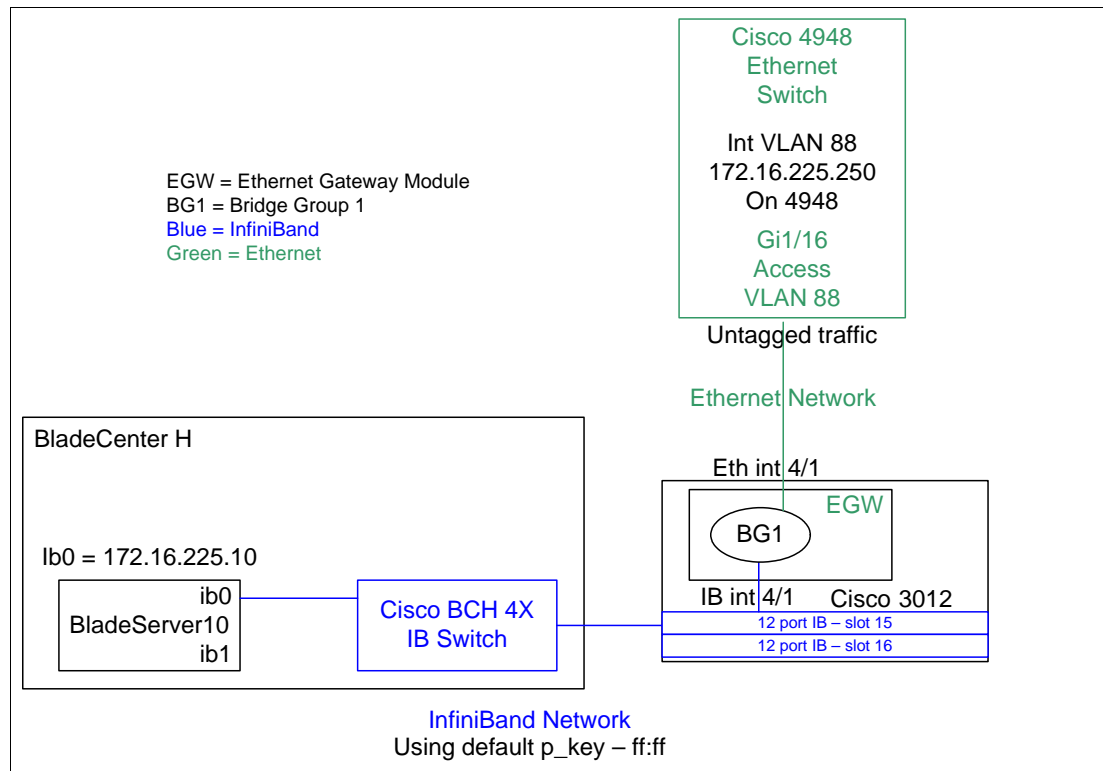 Cisco 4948
Ethernet
Switch
Int VLAN 88
172.16.225.250
On 4948
Gi1/16
Access
VLAN 88
EGW = Ethernet Gateway Module
BG1 = Bridge Group 1
Blue = InfiniBand
Green = Ethernet
Untagged traffic
Ethernet Network
BladeCenter H
Eth int 4/1
EGW
BG1
Ib0 = 172.16.225.10
ib0
BladeServer10
ib1
Cisco BCH 4X
IB Switch
IB int 4/1
Cisco 3012
12 port IB – slot 15
12 port IB – slot 16
InfiniBand Network
Using default p_key – ff:ff